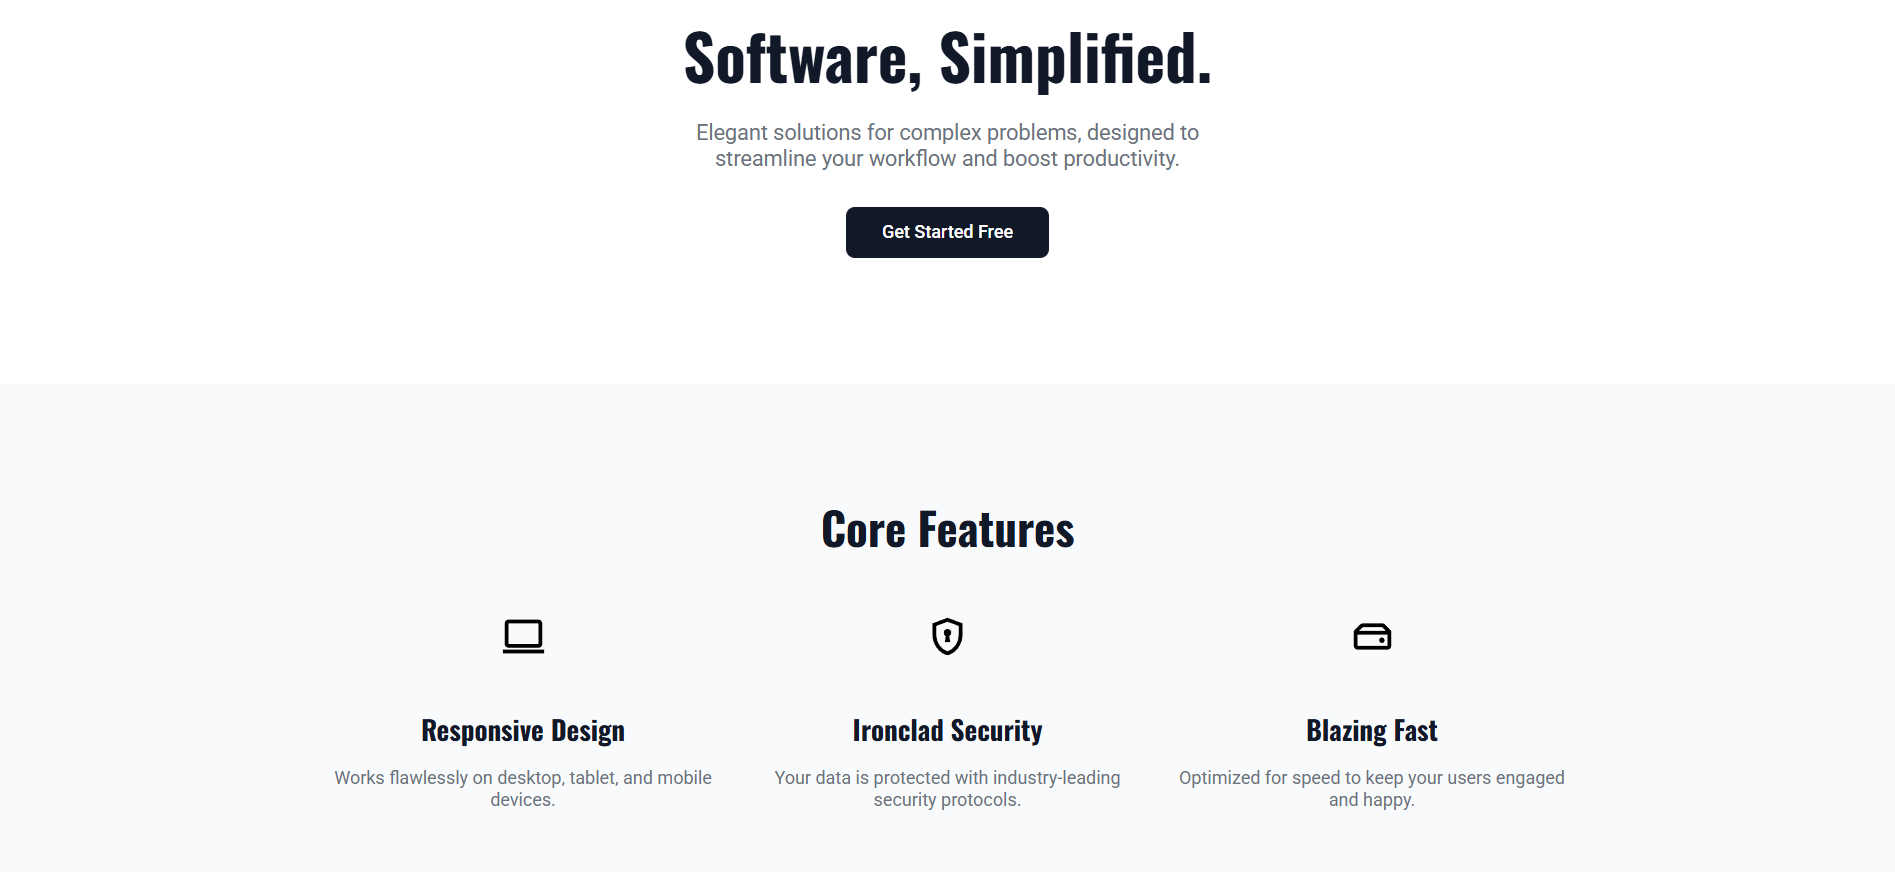 Software, Simplified.
Elegant solutions for complex problems, designed to
streamline your workflow and boost productivity.
Get Started Free
Core Features
Responsive Design
Works flawlessly on desktop, tablet, and mobile
devices.
Ironclad Security
Your data is protected with industry-leading
security protocols.
Blazing Fast
Optimized for speed to keep your users engaged
and happy.